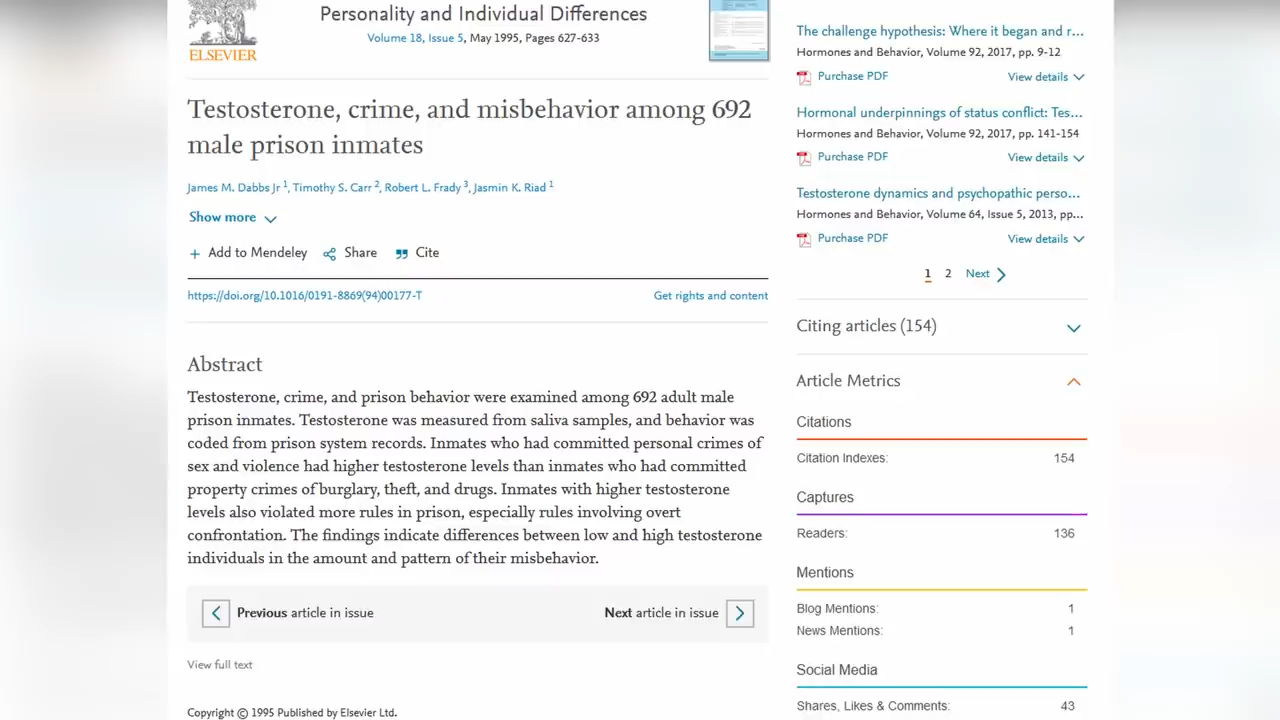 Personality and Individual Differences
Volume 18, Issue 5, May 1995, Pages 627-633
ELSEVIER
Testosterone, crime, and misbehavior among 692
male prison inmates
James M. Dabbs Jr 1, Timothy S. Carr 2, Robert L. Frady 3, Jasmin K. Riad 1
Show more
Add to Mendeley Share Cite
https://doi.org/10.1016/0191-8869(94)00177-T Get rights and content
Abstract
Testosterone, crime, and prison behavior were examined among 692 adult male
prison inmates. Testosterone was measured from saliva samples, and behavior was
coded from prison system records. Inmates who had committed personal crimes of
sex and violence had higher testosterone levels than inmates who had committed
property crimes of burglary, theft, and drugs. Inmates with higher testosterone
levels also violated more rules in prison, especially rules involving overt
confrontation. The findings indicate differences between low and high testosterone
individuals in the amount and pattern of their misbehavior.
Previous article in issue Next article in issue
View full text
Copyright © 1995 Published by Elsevier Ltd.
The challenge hypothesis: Where it began and r...
Hormones and Behavior, Volume 92, 2017, pp. 9-12
Purchase PDF View details
Hormonal underpinnings of status conflict: Tes...
Hormones and Behavior, Volume 92, 2017, pp. 141-154
Purchase PDF View details
Testosterone dynamics and psychopathic perso...
Hormones and Behavior, Volume 64, Issue 5, 2013, pp...
Purchase PDF View details
1 2 Next
Citing articles (154)
Article Metrics
Citations
Citation Indexes: 154
Captures
Readers: 136
Mentions
Blog Mentions: 1
News Mentions: 1
Social Media
Shares, Likes & Comments: 43